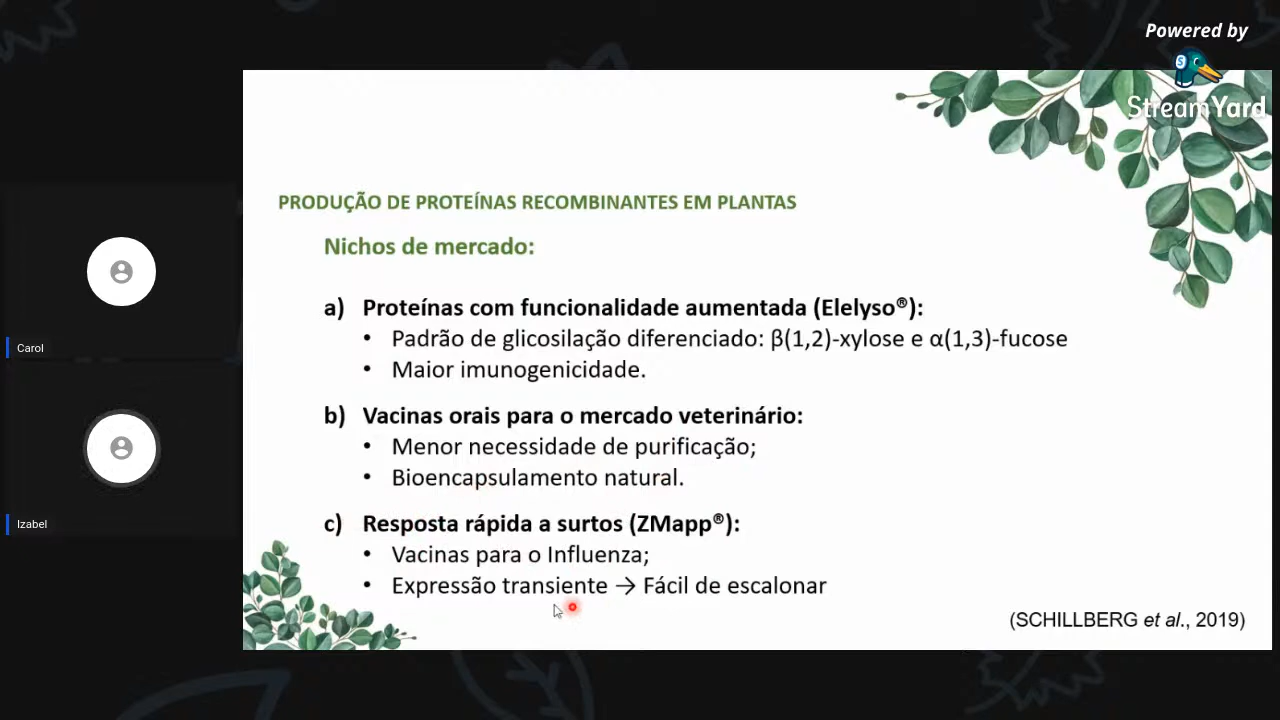 Powered by
StreamYard
PRODUÇÃO DE PROTEÍNAS RECOMBINANTES EM PLANTAS
Nichos de mercado:
a) Proteínas com funcionalidade aumentada (Elelyso®):
• Padrão de glicosilação diferenciado: β(1,2)-xylose e α(1,3)-fucose
• Maior imunogenicidade.
b) Vacinas orais para o mercado veterinário:
• Menor necessidade de purificação;
• Bioencapsulamento natural.
c) Resposta rápida a surtos (ZMapp®):
• Vacinas para o Influenza;
• Expressão transiente → Fácil de escalonar
(SCHILLBERG et al., 2019)
Carol
Izabel